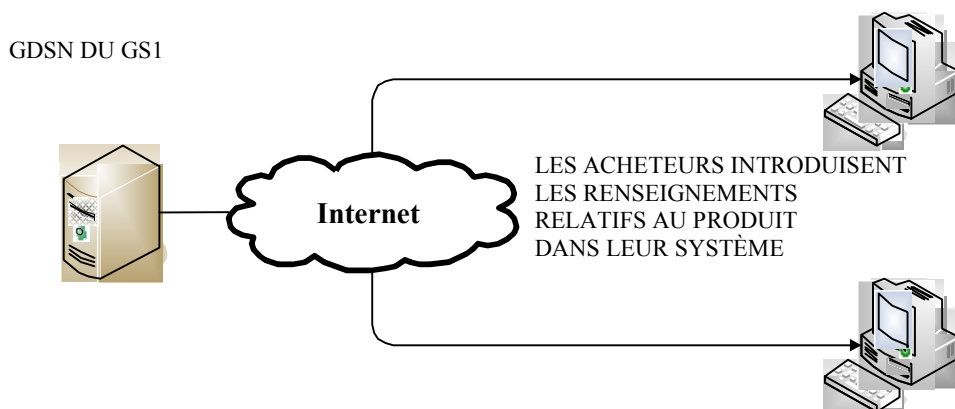 GDSN DU GS1
Internet
LES ACHETEURS INTRODUISENT
LES RENSEIGNEMENTS
RELATIFS AU PRODUIT
DANS LEUR SYSTÈME